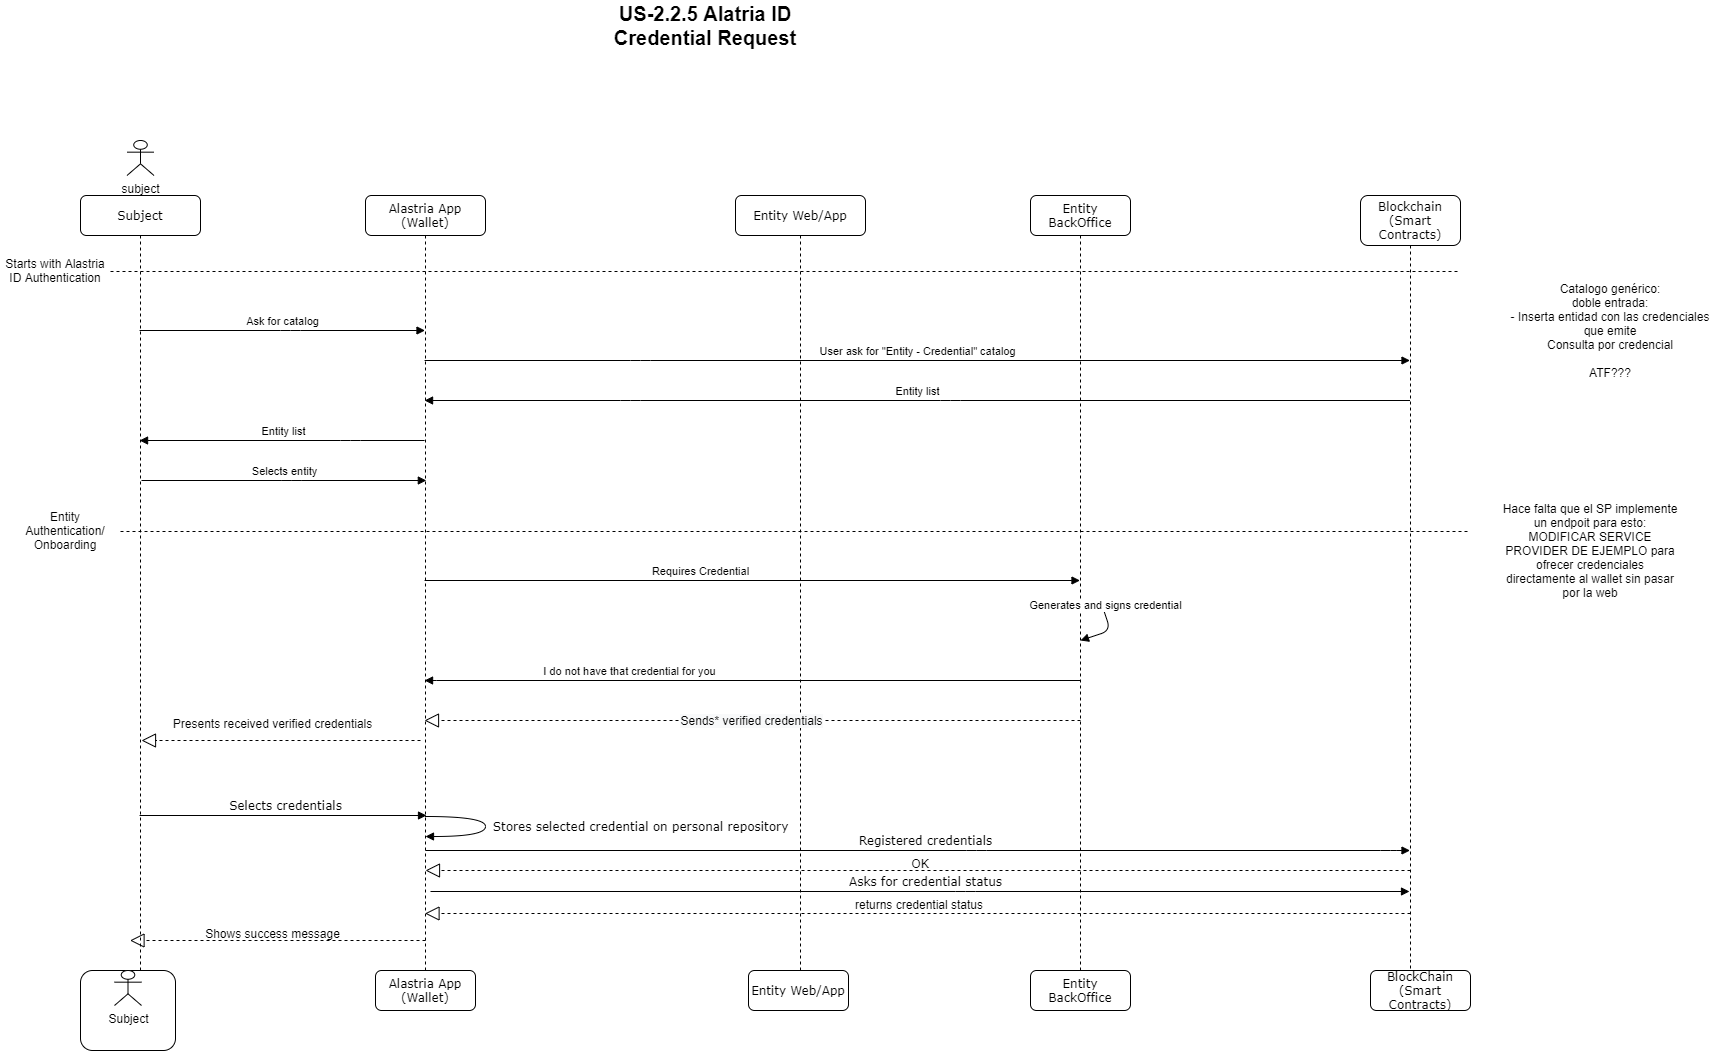 US-2.2.5 Alatria ID
Credential Request
subject
Subject
Alastria App
(Wallet)
Entity Web/App
Entity
BackOffice
Blockchain
(Smart
Contracts)
Starts with Alastria
ID Authentication
Catalogo genérico:
doble entrada:
- Inserta entidad con las credenciales
que emite
Consulta por credencial
ATF???
Ask for catalog
User ask for "Entity - Credential" catalog
Entity list
Entity list
Selects entity
Entity
Authentication/
Onboarding
Hace falta que el SP implemente
un endpoit para esto:
MODIFICAR SERVICE
PROVIDER DE EJEMPLO para
ofrecer credenciales
directamente al wallet sin pasar
por la web
Requires Credential
Generates and signs credential
I do not have that credential for you
Sends* verified credentials
Presents received verified credentials
Selects credentials
Stores selected credential on personal repository
Registered credentials
OK
Asks for credential status
returns credential status
Shows success message
Subject
Alastria App
(Wallet)
Entity Web/App
Entity
BackOffice
BlockChain
(Smart
Contracts)